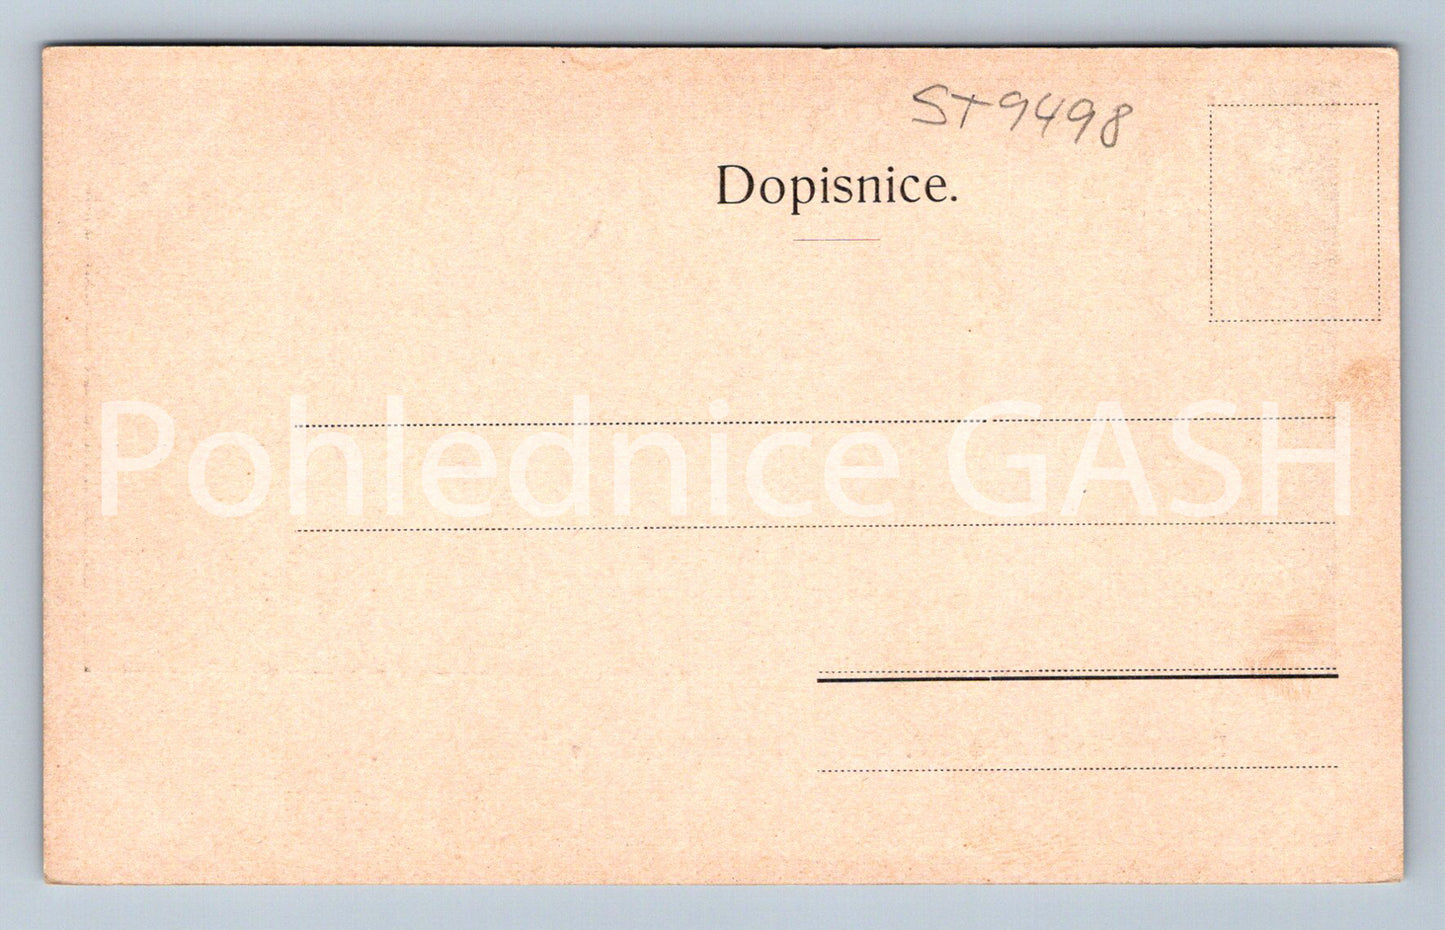 ST9498
Dopisnice.
Pohlednice GASH